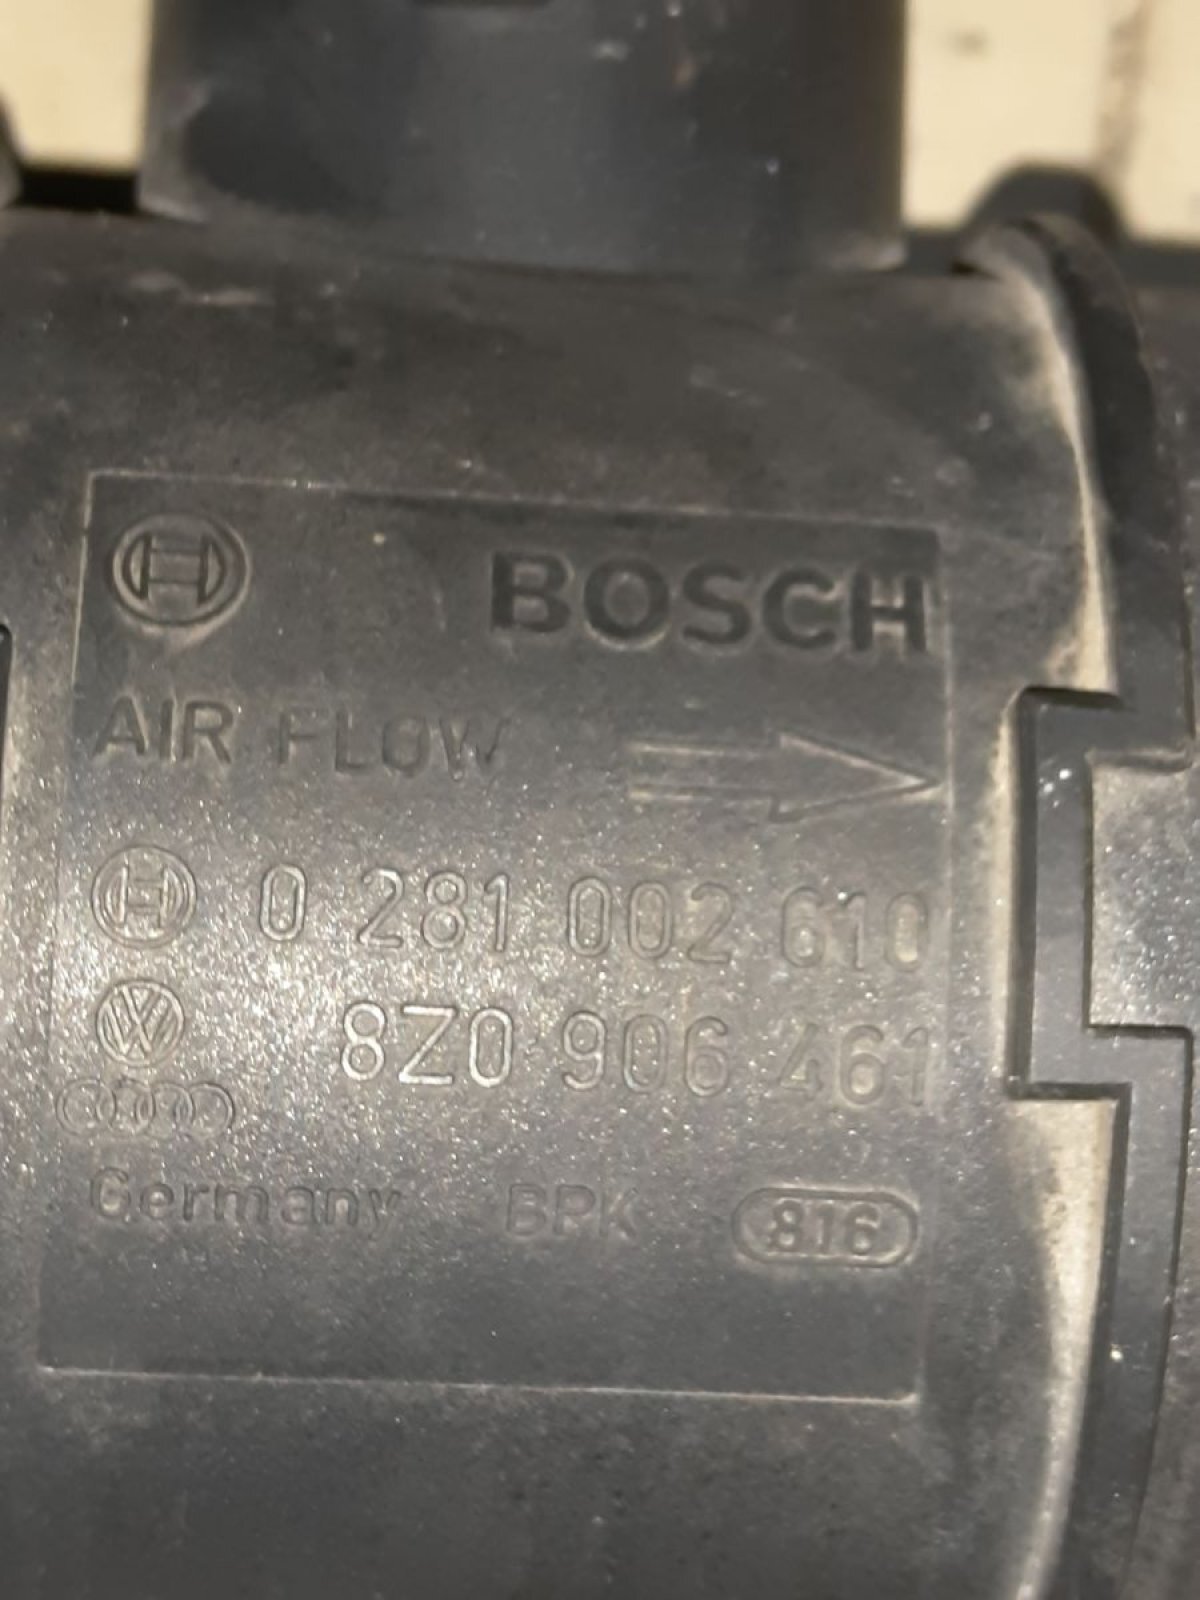 BOSCH
AIR FLOW
0 281 002 610
8Z0 906 461
Germany BPK 816